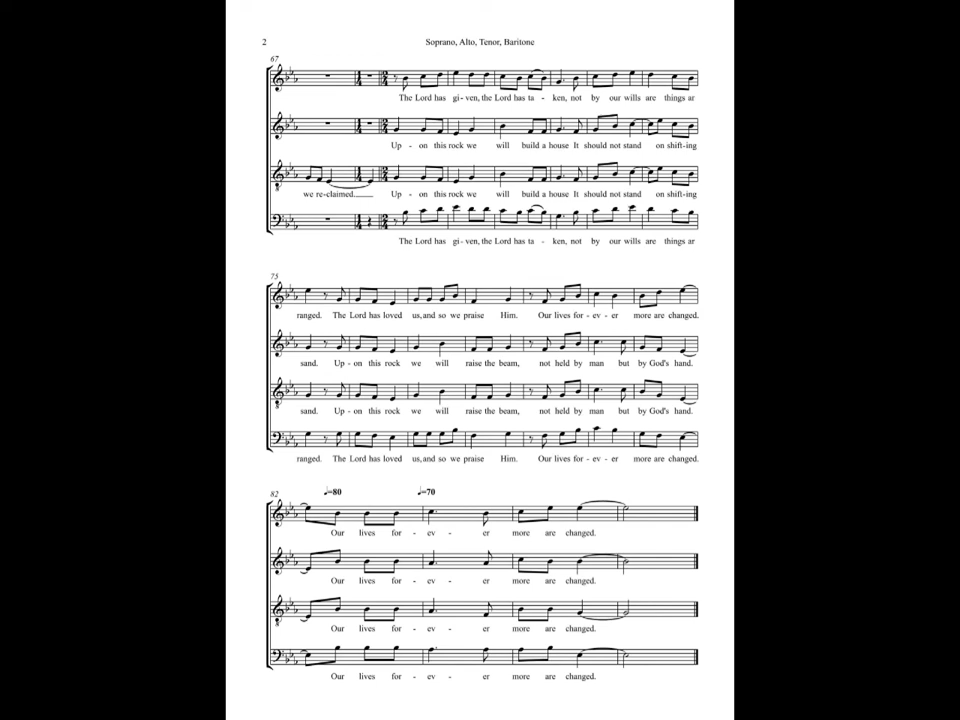 2
Soprano, Alto, Tenor, Baritone
67
The Lord has gi - ven, the Lord has ta - ken, not by our wills are things ar
Up - on this rock we will build a house It should not stand on shift-ing
we re-claimed.____ Up - on this rock we will build a house It should not stand on shift-ing
The Lord has gi - ven, the Lord has ta - ken, not by our wills are things ar
75
ranged. The Lord has loved us, and so we praise Him. Our lives for - ev - er more are changed.
sand. Up - on this rock we will raise the beam, not held by man but by God's hand.
sand. Up - on this rock we will raise the beam, not held by man but by God's hand.
ranged. The Lord has loved us, and so we praise Him. Our lives for - ev - er more are changed.
82
♩=80 ♩=70
Our lives for - ev - er more are changed.
Our lives for - ev - er more are changed.
Our lives for - ev - er more are changed.
Our lives for - ev - er more are changed.